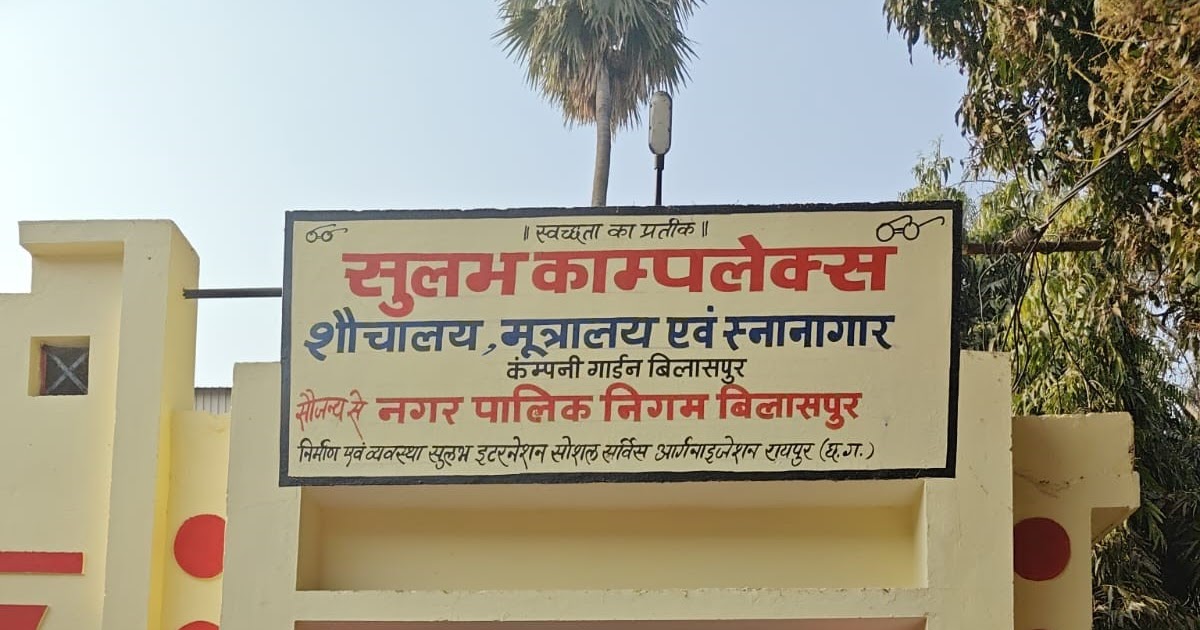 ॥ स्वच्छता का प्रतीक ॥
सुलभ काम्पलेक्स
शौचालय, मूत्रालय एवं स्नानागार
कंम्पनी गार्डन बिलासपुर
सौजन्य से नगर पालिक निगम बिलासपुर
निर्माण एवं व्यवस्था सुलभ इटरनेशन सोशल सर्विस आर्गनाइजेशन रायपुर (छ.ग.)